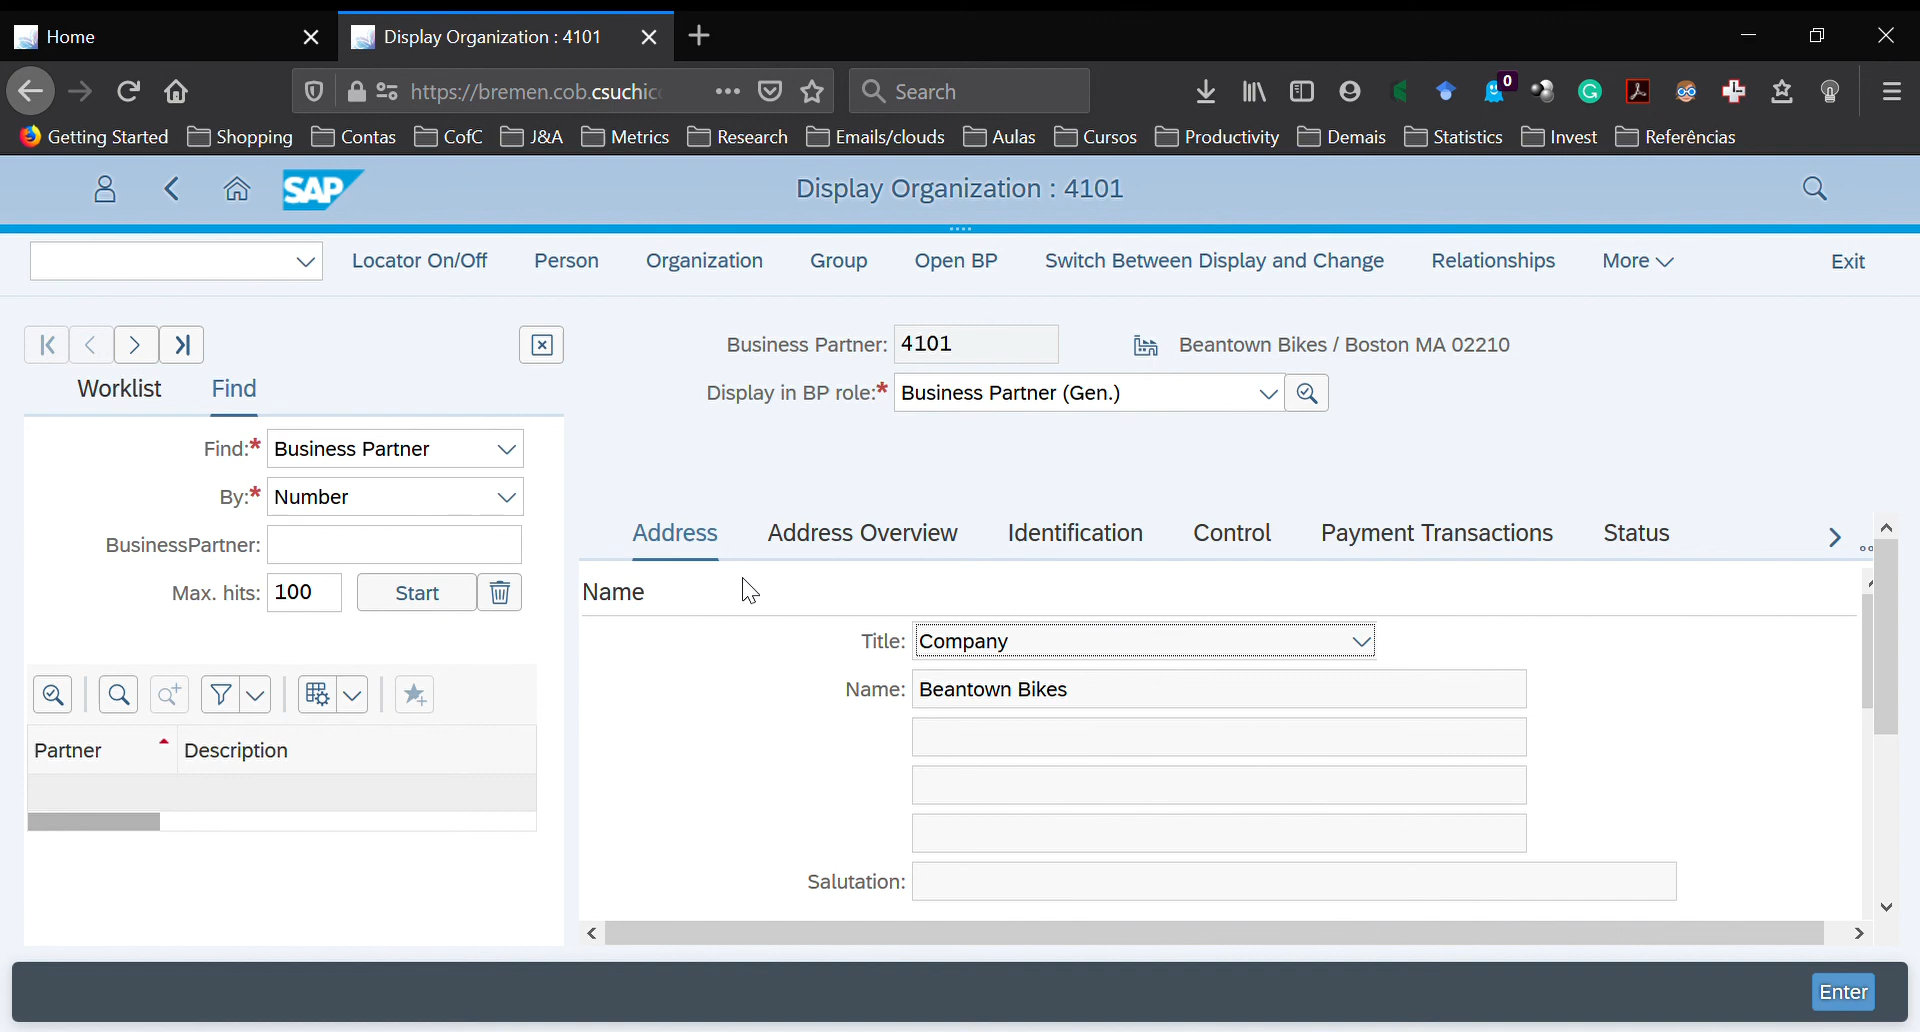 Home
Display Organization : 4101
https://bremen.cob.csuchic
Search
0
Getting Started Shopping Contas CofC J&A Metrics Research Emails/clouds Aulas Cursos Productivity Demais Statistics Invest Referências
SAP
Display Organization : 4101
Locator On/Off Person Organization Group Open BP Switch Between Display and Change Relationships More Exit
Business Partner: 4101 Beantown Bikes / Boston MA 02210
Display in BP role:* Business Partner (Gen.)
Worklist Find
Find:* Business Partner
By:* Number
BusinessPartner:
Max. hits: 100 Start
Partner Description
Address Address Overview Identification Control Payment Transactions Status
Name
Title: Company
Name: Beantown Bikes
Salutation:
Enter